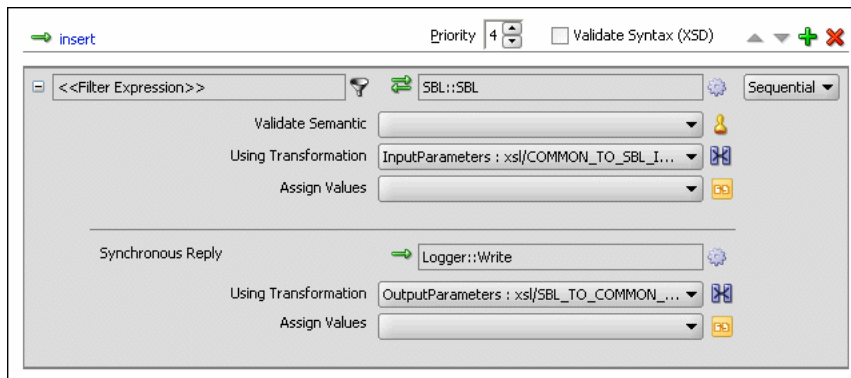 insert Priority 4 Validate Syntax (XSD)
<<Filter Expression>> SBL::SBL Sequential
Validate Semantic
Using Transformation InputParameters : xsl/COMMON_TO_SBL_I...
Assign Values
Synchronous Reply Logger::Write
Using Transformation OutputParameters : xsl/SBL_TO_COMMON_...
Assign Values